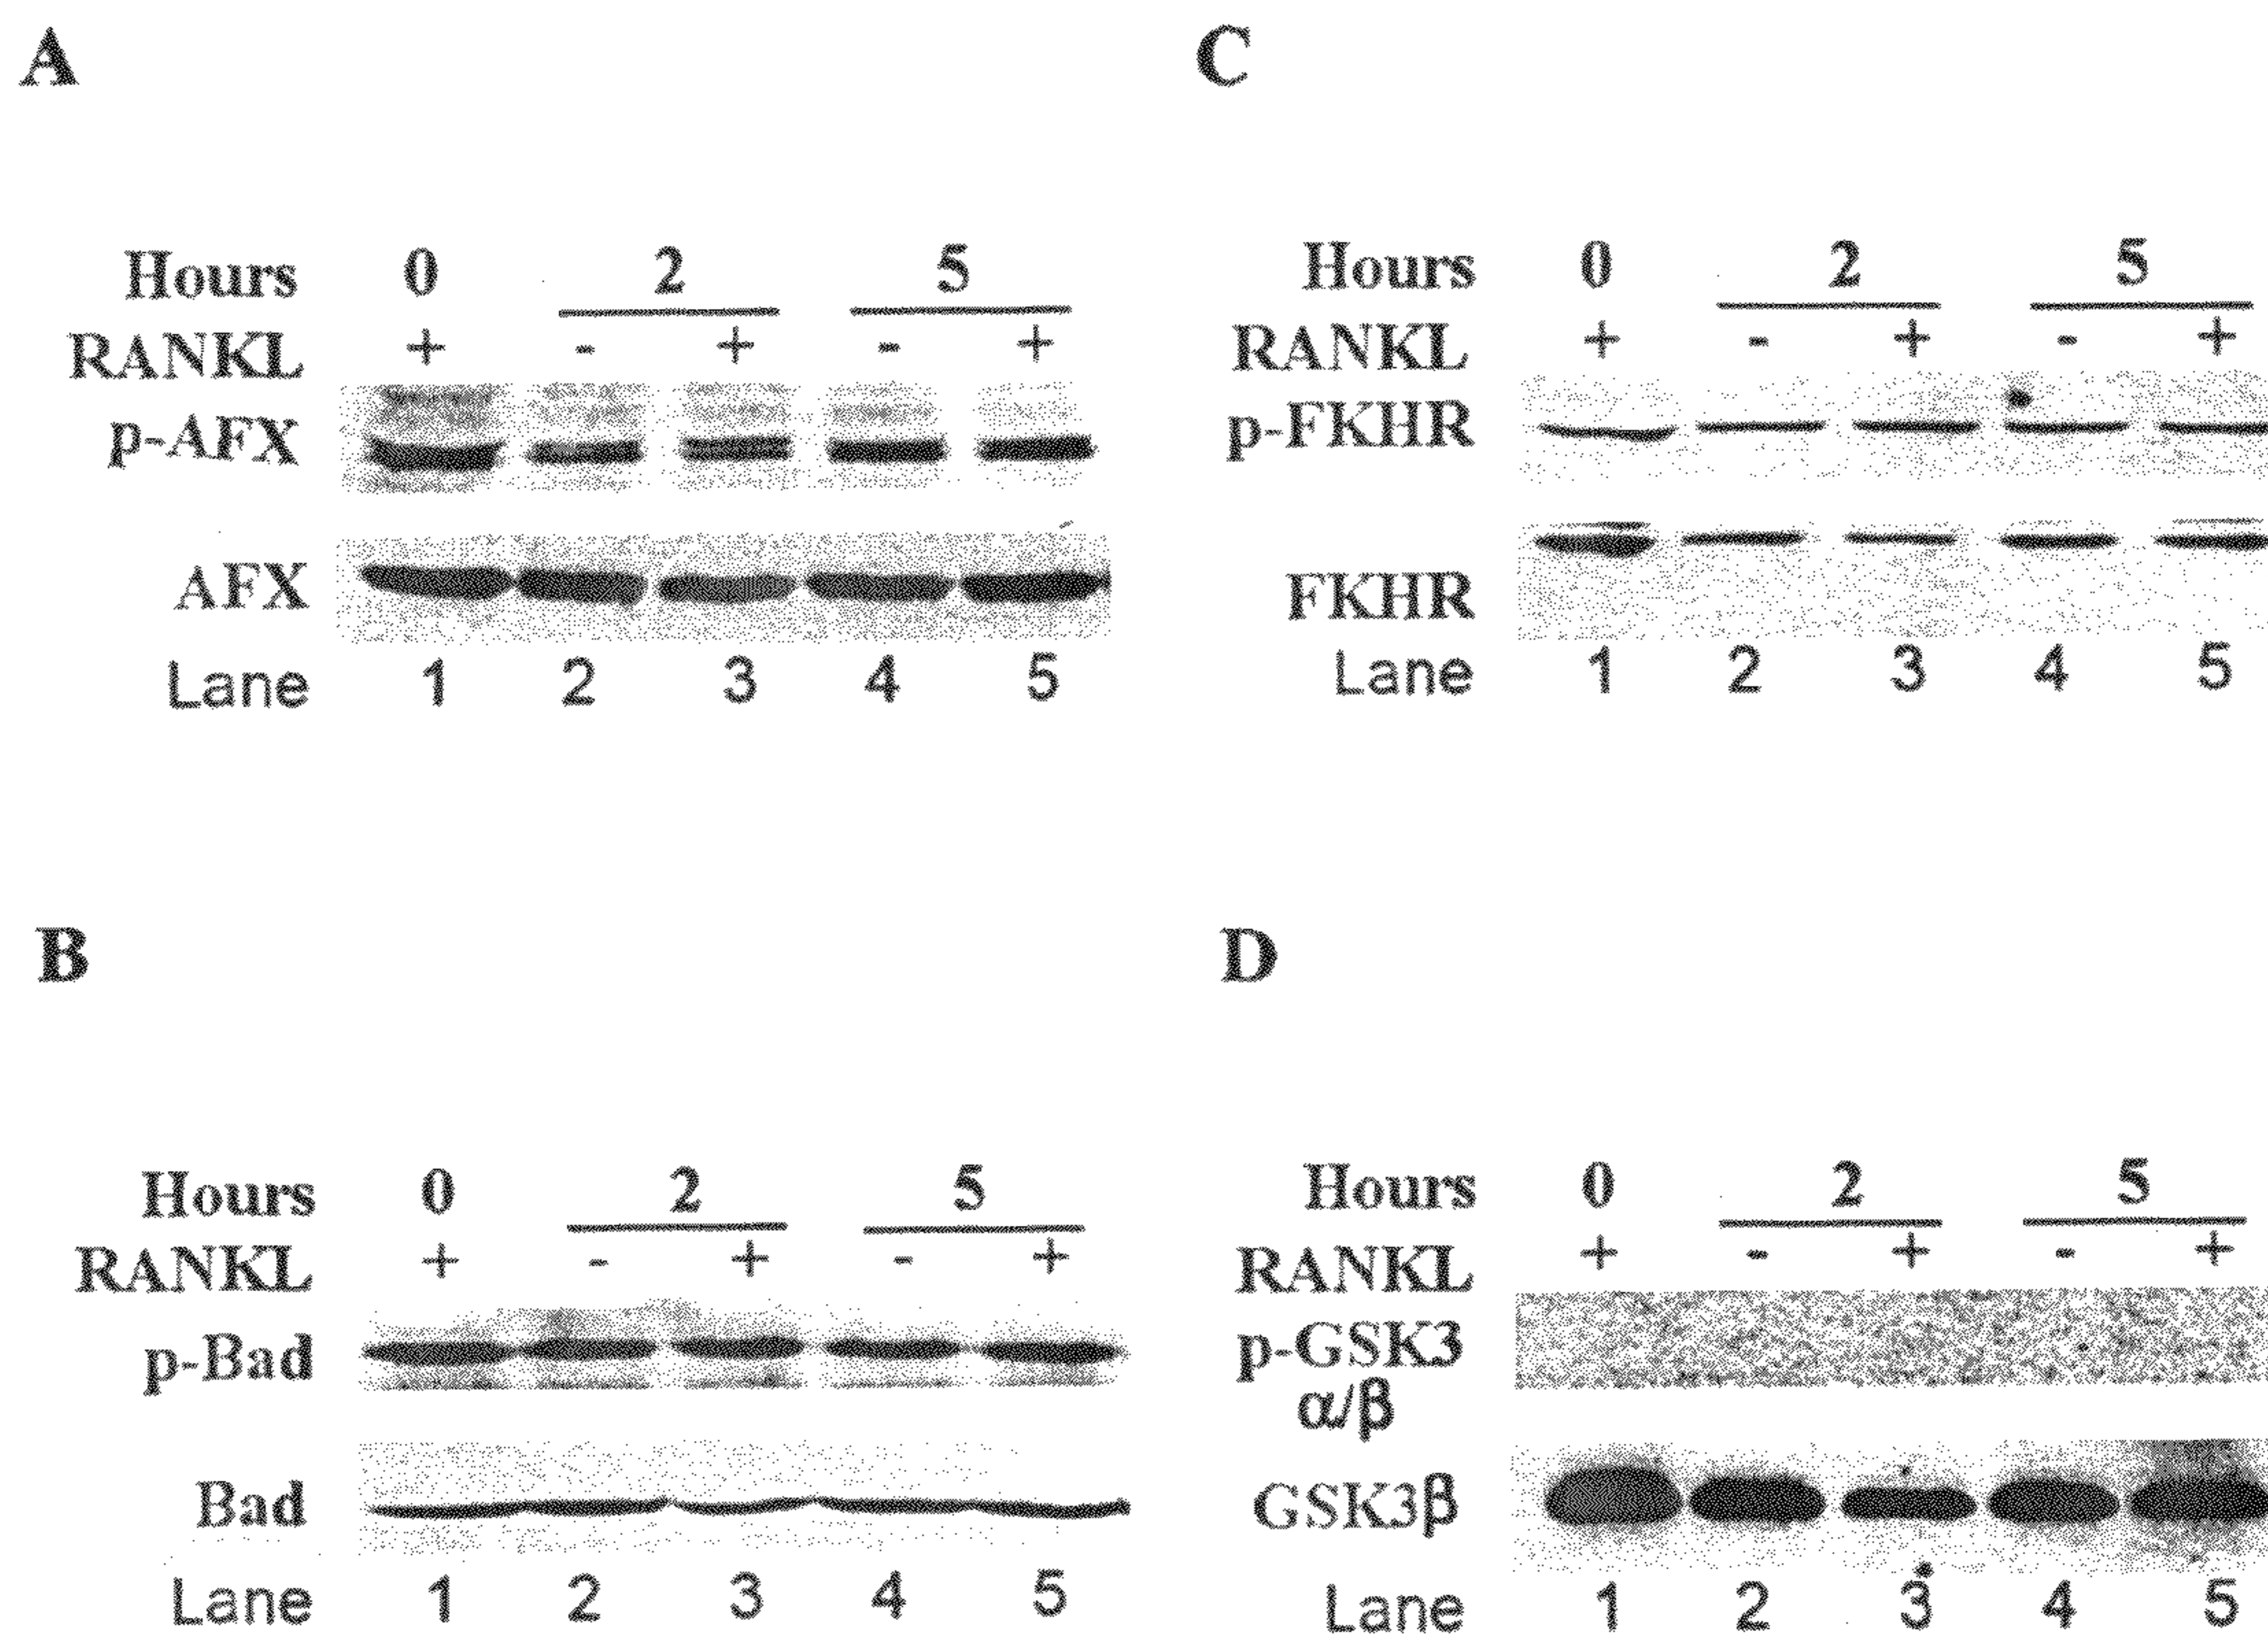 A
Hours 0 2 5
RANKL + - + - +
p-AFX
AFX
Lane 1 2 3 4 5
B
Hours 0 2 5
RANKL + - + - +
p-Bad
Bad
Lane 1 2 3 4 5
C
Hours 0 2 5
RANKL + - + - +
p-FKHR
FKHR
Lane 1 2 3 4 5
D
Hours 0 2 5
RANKL + - + - +
p-GSK3
α/β
GSK3β
Lane 1 2 3 4 5